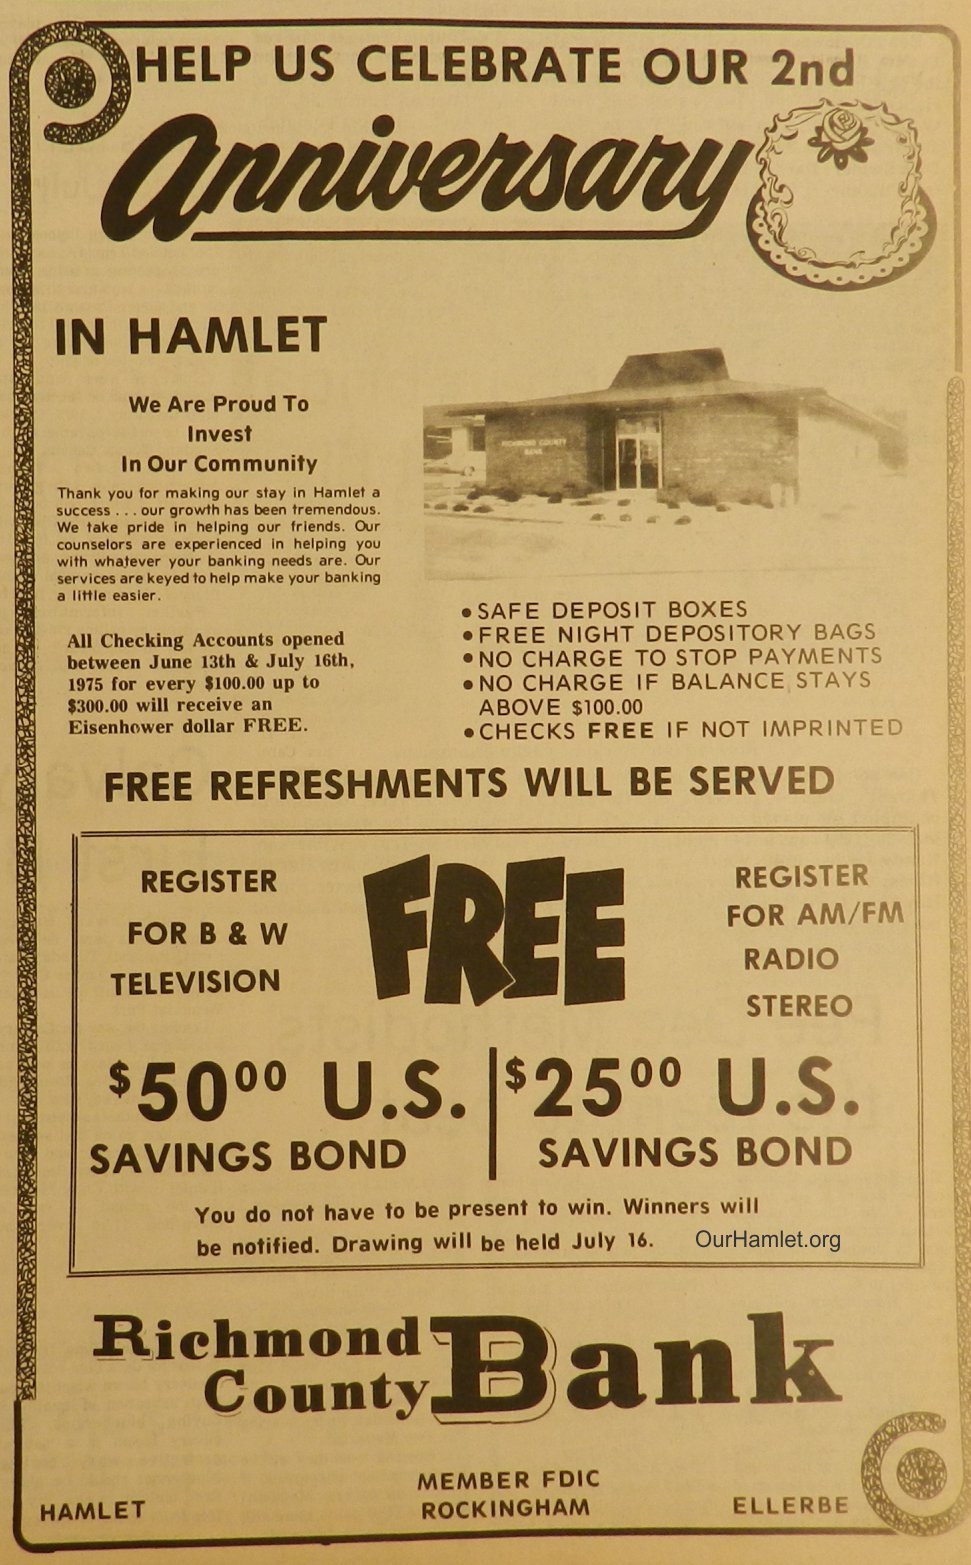 HELP US CELEBRATE OUR 2nd
Anniversary
IN HAMLET
We Are Proud To
Invest
In Our Community
Thank you for making our stay in Hamlet a
success . . . our growth has been tremendous.
We take pride in helping our friends. Our
counselors are experienced in helping you
with whatever your banking needs are. Our
services are keyed to help make your banking
a little easier.
All Checking Accounts opened
between June 13th & July 16th,
1975 for every $100.00 up to
$300.00 will receive an
Eisenhower dollar FREE.
RICHMOND COUNTY
BANK
• SAFE DEPOSIT BOXES
• FREE NIGHT DEPOSITORY BAGS
• NO CHARGE TO STOP PAYMENTS
• NO CHARGE IF BALANCE STAYS
ABOVE $100.00
• CHECKS FREE IF NOT IMPRINTED
FREE REFRESHMENTS WILL BE SERVED
REGISTER
FOR B & W
TELEVISION
FREE
REGISTER
FOR AM/FM
RADIO
STEREO
$50.00 U.S.
SAVINGS BOND
$25.00 U.S.
SAVINGS BOND
You do not have to be present to win. Winners will
be notified. Drawing will be held July 16.
OurHamlet.org
Richmond
County Bank
MEMBER FDIC
HAMLET ROCKINGHAM ELLERBE